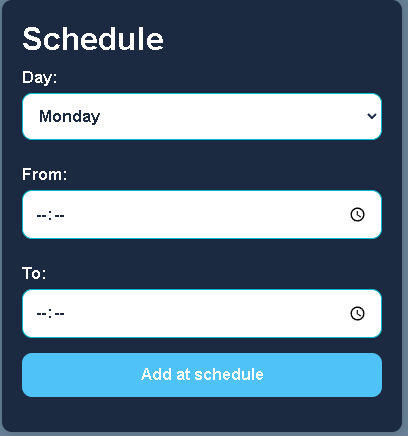 Schedule
Day:
Monday
From:
--:--
To:
--:--
Add at schedule